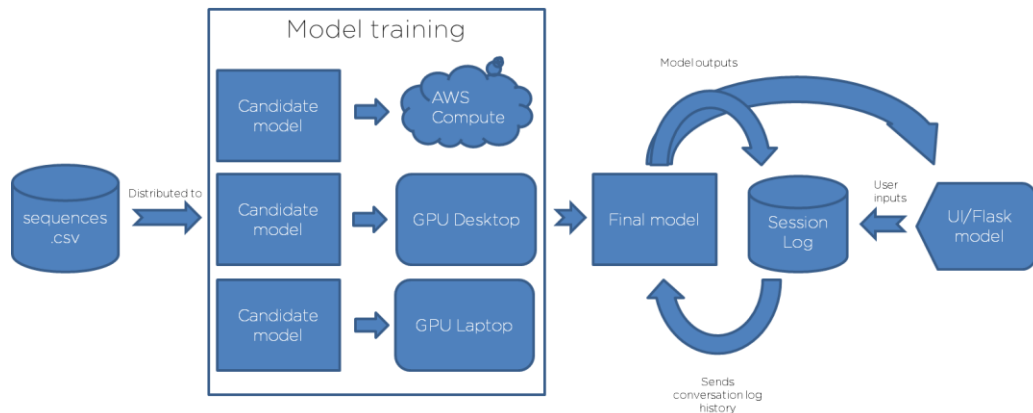 Model training
Candidate
model
AWS
Compute
sequences
.csv
Distributed to
Candidate
model
GPU Desktop
Candidate
model
GPU Laptop
Final model
Model outputs
Session
Log
User
inputs
UI/Flask
model
Sends
conversation log
history